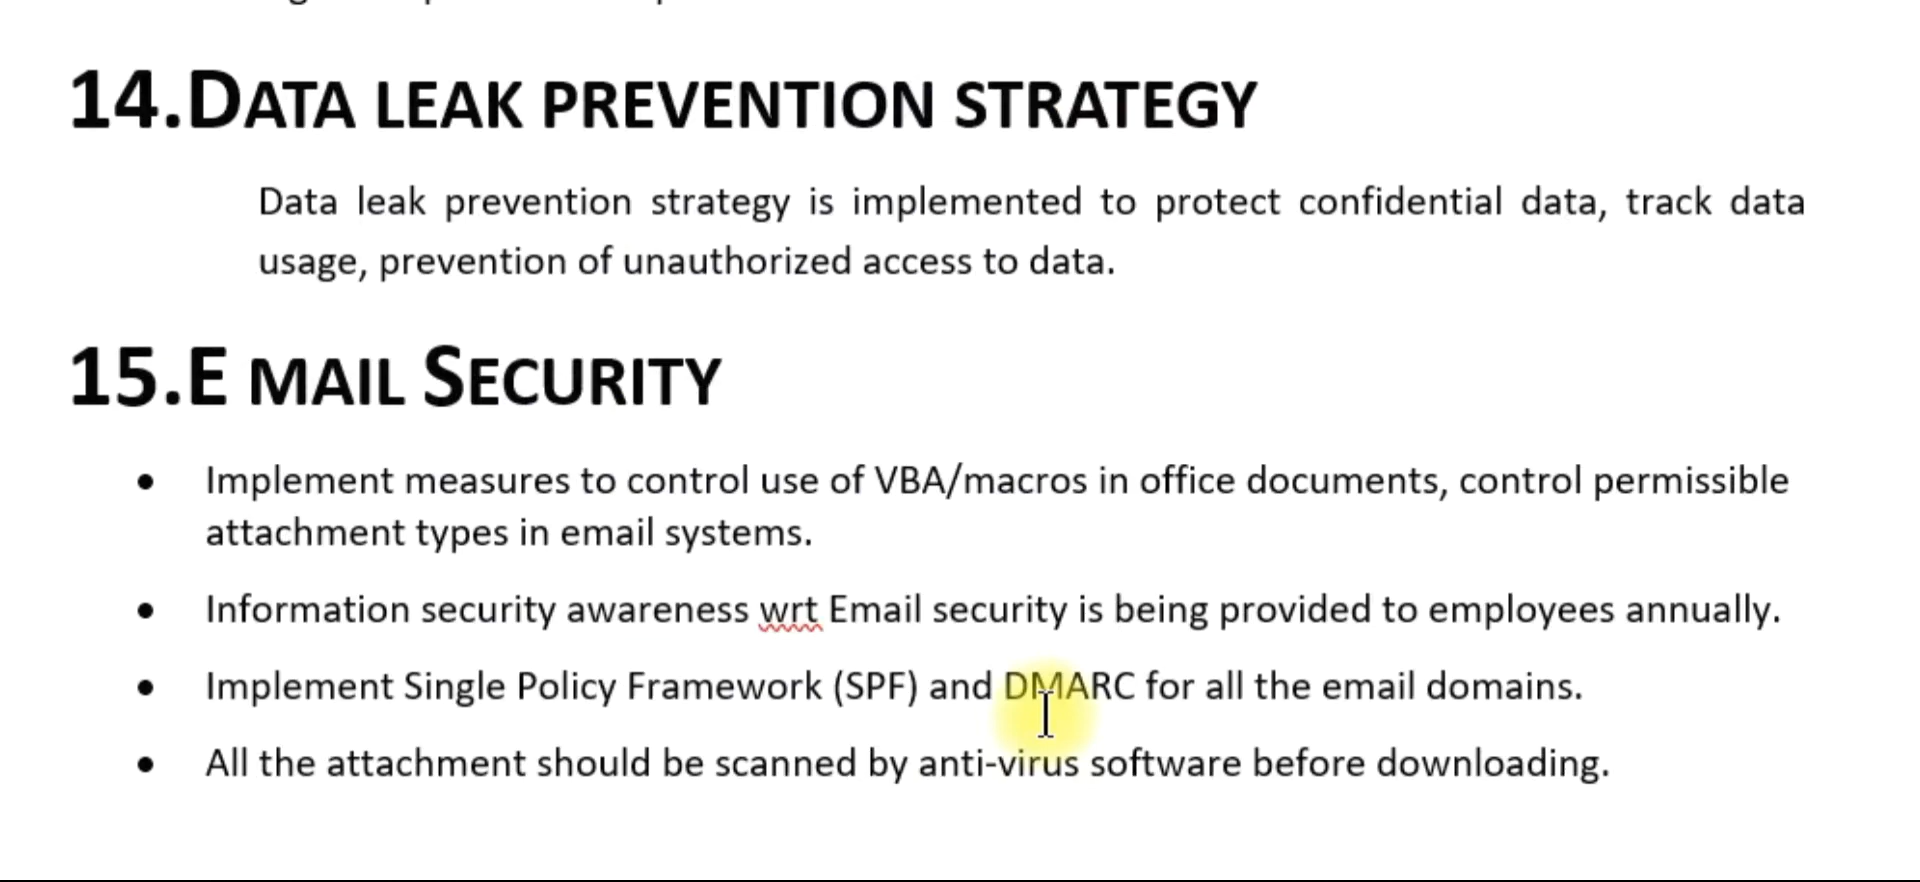 14.DATA LEAK PREVENTION STRATEGY
Data leak prevention strategy is implemented to protect confidential data, track data
usage, prevention of unauthorized access to data.
15.E MAIL SECURITY
• Implement measures to control use of VBA/macros in office documents, control permissible
attachment types in email systems.
• Information security awareness wrt Email security is being provided to employees annually.
• Implement Single Policy Framework (SPF) and DMARC for all the email domains.
• All the attachment should be scanned by anti-virus software before downloading.